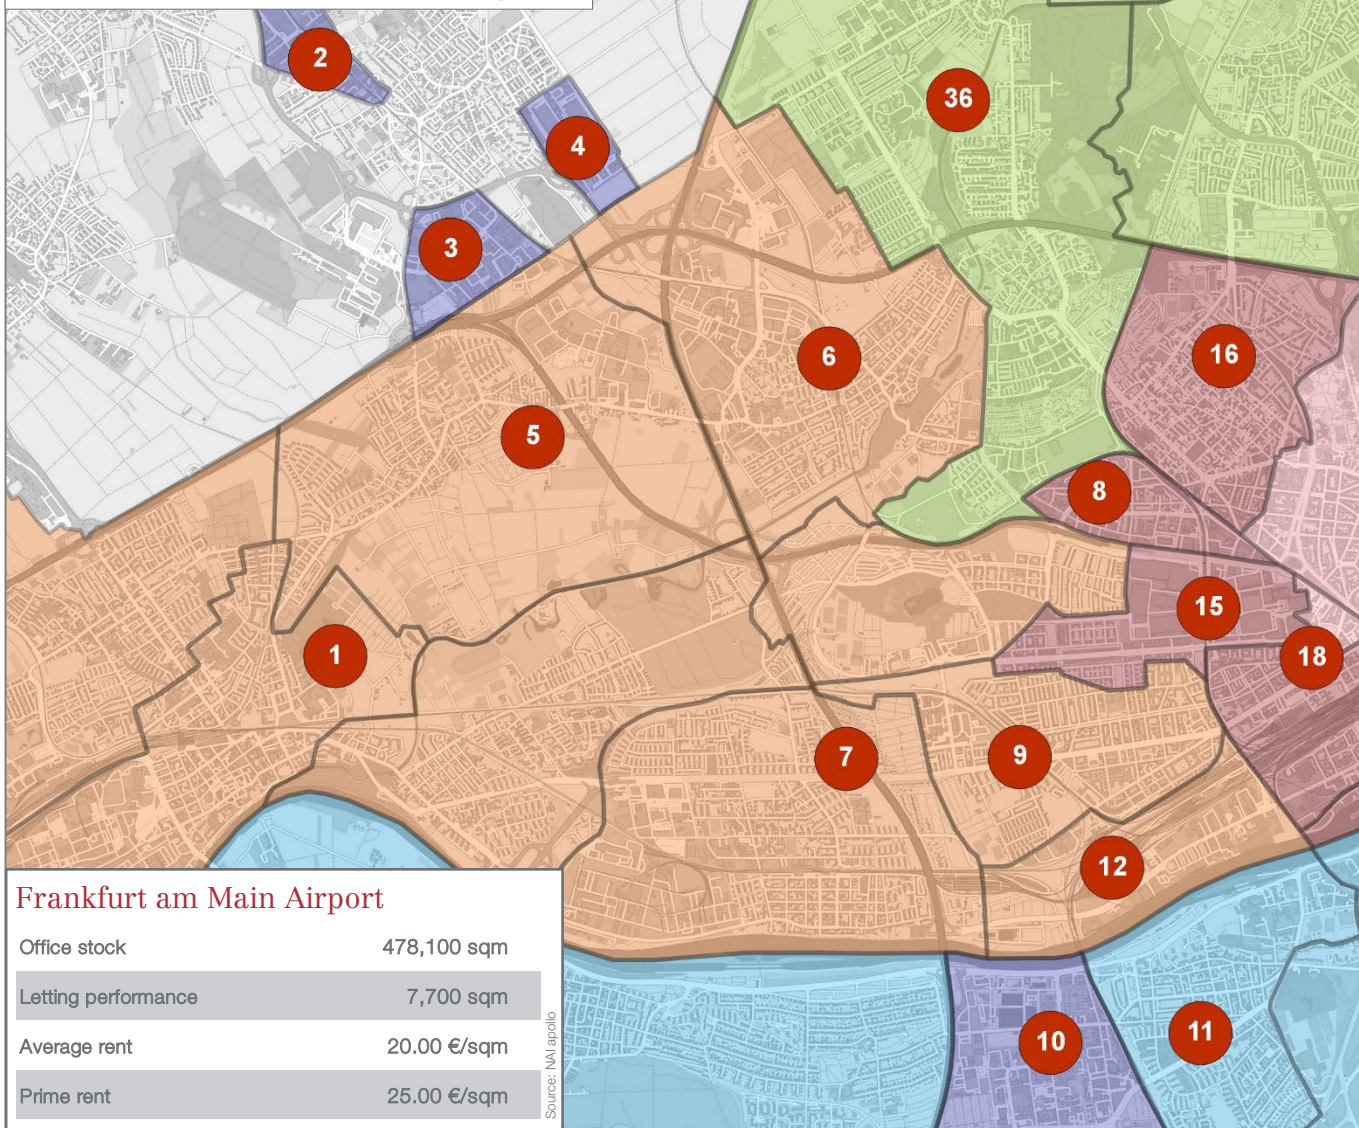 2
36
4
3
16
6
5
8
15
1
18
7
9
12
Frankfurt am Main Airport
Office stock 478,100 sqm
Letting performance 7,700 sqm
Average rent 20.00 €/sqm
Prime rent 25.00 €/sqm
Source: NAI apollo
10
11